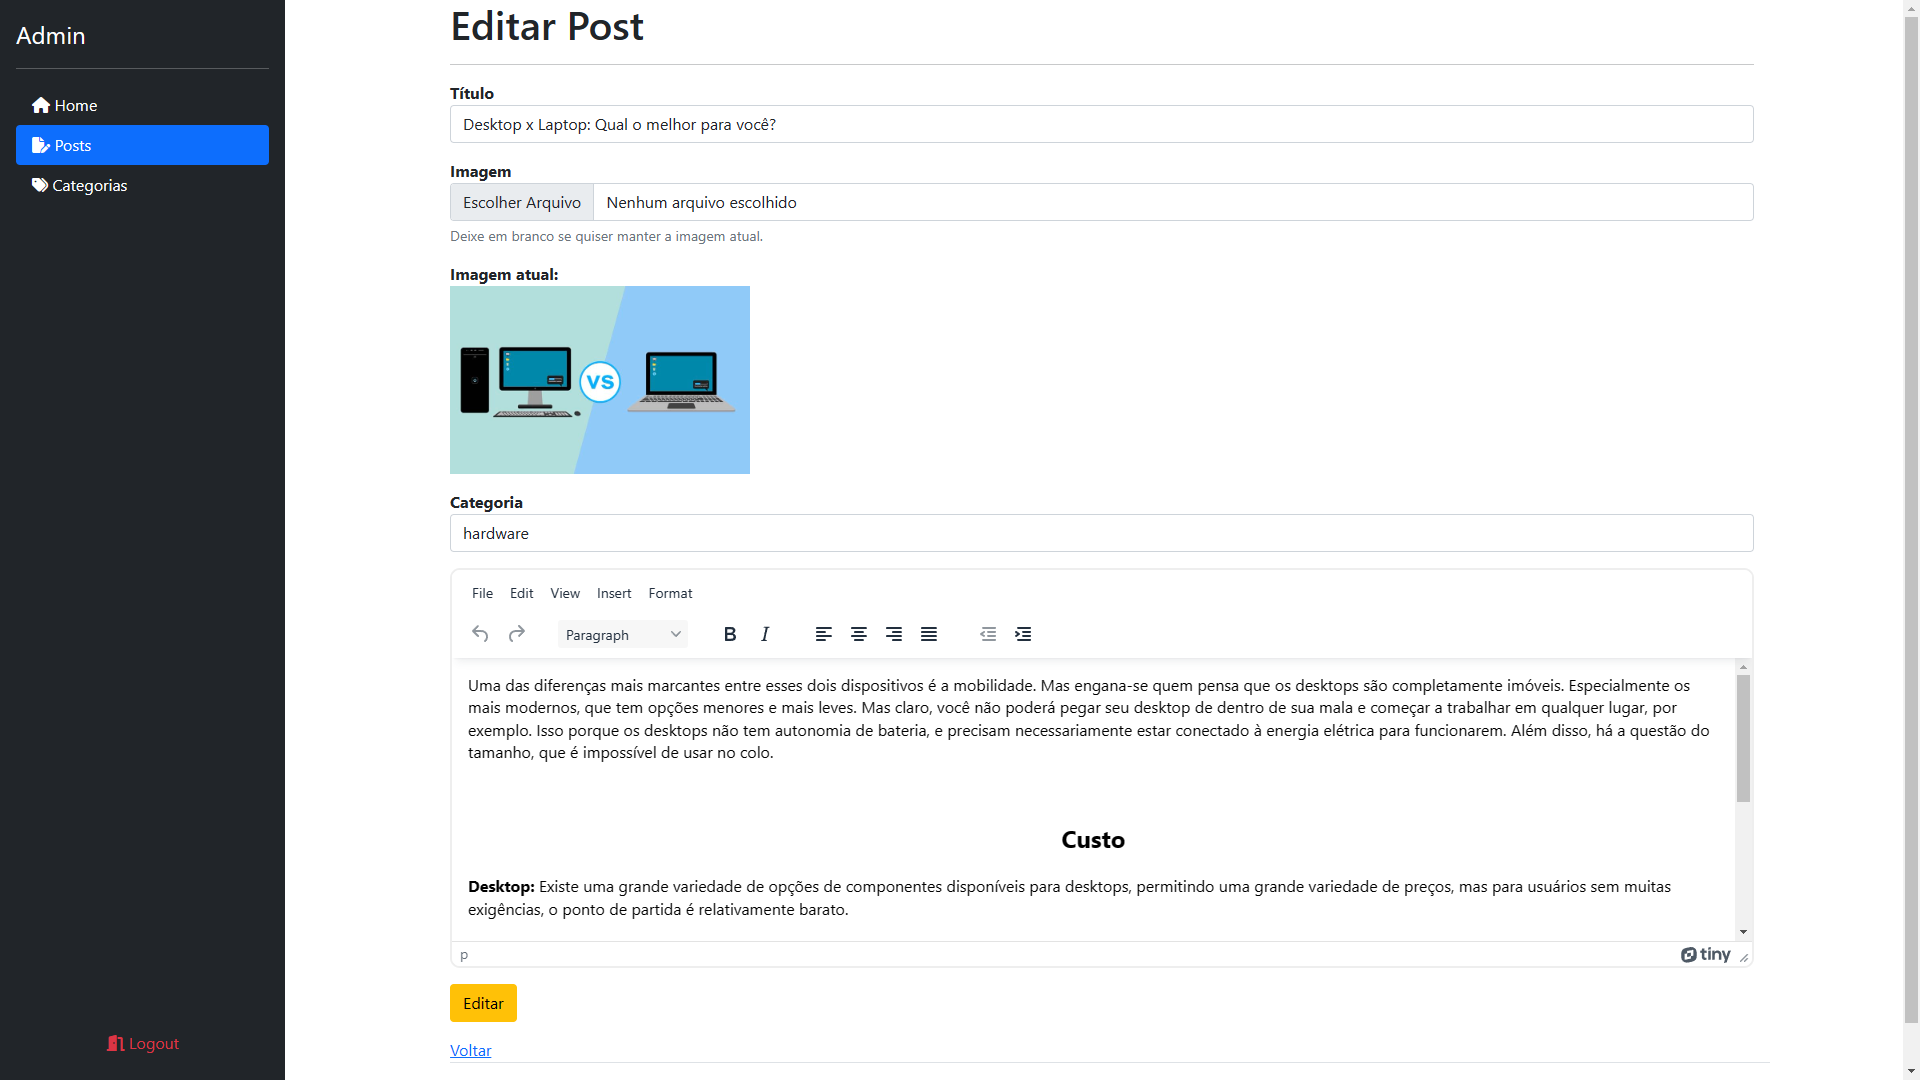 Admin
Home
Posts
Categorias
Logout
Editar Post
Título
Desktop x Laptop: Qual o melhor para você?
Imagem
Escolher Arquivo Nenhum arquivo escolhido
Deixe em branco se quiser manter a imagem atual.
Imagem atual:
VS
Categoria
hardware
File Edit View Insert Format
Paragraph B I
Uma das diferenças mais marcantes entre esses dois dispositivos é a mobilidade. Mas engana-se quem pensa que os desktops são completamente imóveis. Especialmente os
mais modernos, que tem opções menores e mais leves. Mas claro, você não poderá pegar seu desktop de dentro de sua mala e começar a trabalhar em qualquer lugar, por
exemplo. Isso porque os desktops não tem autonomia de bateria, e precisam necessariamente estar conectado à energia elétrica para funcionarem. Além disso, há a questão do
tamanho, que é impossível de usar no colo.
Custo
Desktop: Existe uma grande variedade de opções de componentes disponíveis para desktops, permitindo uma grande variedade de preços, mas para usuários sem muitas
exigências, o ponto de partida é relativamente barato.
p tiny
Editar
Voltar